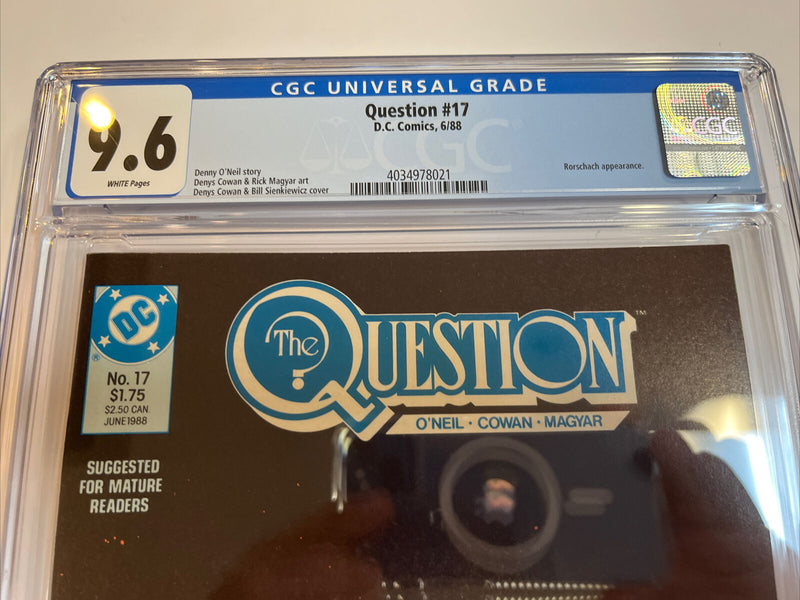 CGC UNIVERSAL GRADE
9.6
WHITE Pages
Question #17
D.C. Comics, 6/88
CGC
Denny O'Neil story
Denys Cowan & Rick Magyar art
Denys Cowan & Bill Sienkiewicz cover
4034978021
Rorschach appearance.
CGC
DC
®
No. 17
$1.75
$2.50 CAN.
JUNE 1988
SUGGESTED
FOR MATURE
READERS
The QUESTION ™
O'NEIL · COWAN · MAGYAR